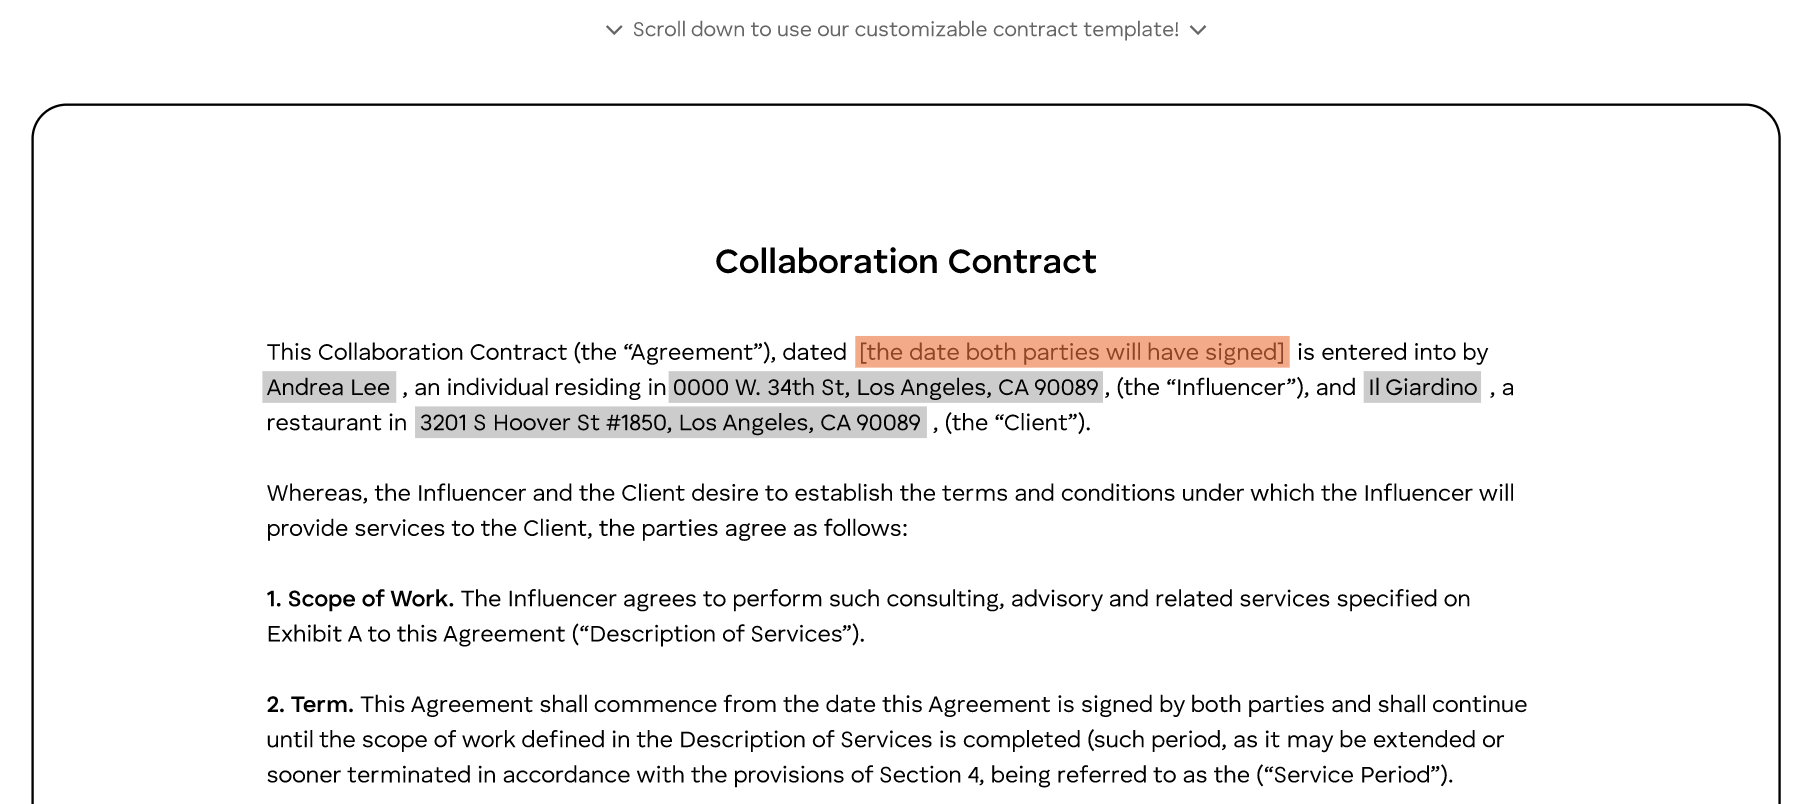 Scroll down to use our customizable contract template!
Collaboration Contract
This Collaboration Contract (the “Agreement”), dated [the date both parties will have signed] is entered into by
Andrea Lee , an individual residing in 0000 W. 34th St, Los Angeles, CA 90089, (the “Influencer”), and Il Giardino , a
restaurant in 3201 S Hoover St #1850, Los Angeles, CA 90089 , (the “Client”).
Whereas, the Influencer and the Client desire to establish the terms and conditions under which the Influencer will
provide services to the Client, the parties agree as follows:
1. Scope of Work. The Influencer agrees to perform such consulting, advisory and related services specified on
Exhibit A to this Agreement (“Description of Services”).
2. Term. This Agreement shall commence from the date this Agreement is signed by both parties and shall continue
until the scope of work defined in the Description of Services is completed (such period, as it may be extended or
sooner terminated in accordance with the provisions of Section 4, being referred to as the (“Service Period”).